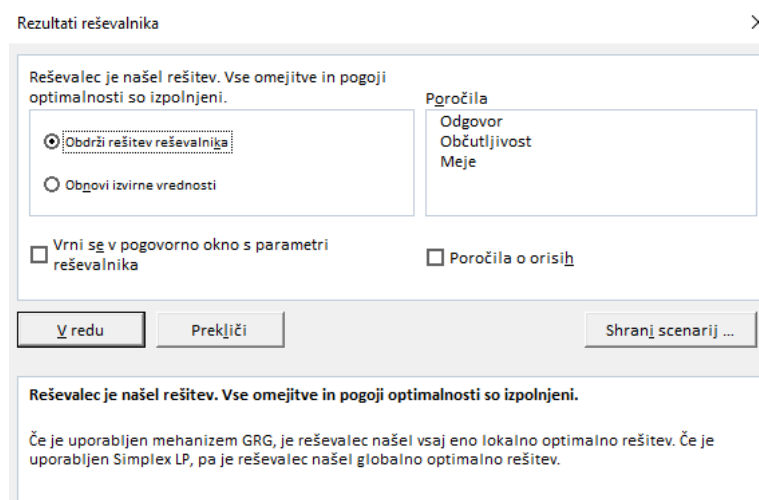 Rezultati reševalnika
Reševalec je našel rešitev. Vse omejitve in pogoji
optimalnosti so izpolnjeni.
Poročila
Obdrži rešitev reševalnika
Obnovi izvirne vrednosti
Odgovor
Občutljivost
Meje
Vrni se v pogovorno okno s parametri
reševalnika
Poročila o orisih
V redu
Prekliči
Shrani scenarij ...
Reševalec je našel rešitev. Vse omejitve in pogoji optimalnosti so izpolnjeni.
Če je uporabljen mehanizem GRG, je reševalec našel vsaj eno lokalno optimalno rešitev. Če je
uporabljen Simplex LP, pa je reševalec našel globalno optimalno rešitev.